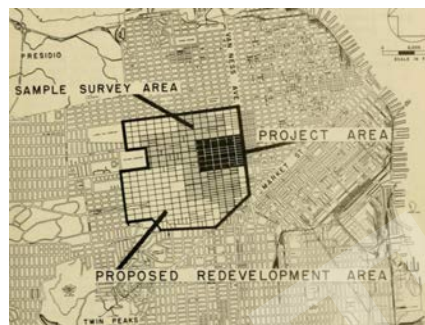 PRESIDIO
VAN NESS AVE.
SAMPLE SURVEY AREA
PROJECT AREA
MARKET ST.
PROPOSED REDEVELOPMENT AREA
TWIN PEAKS